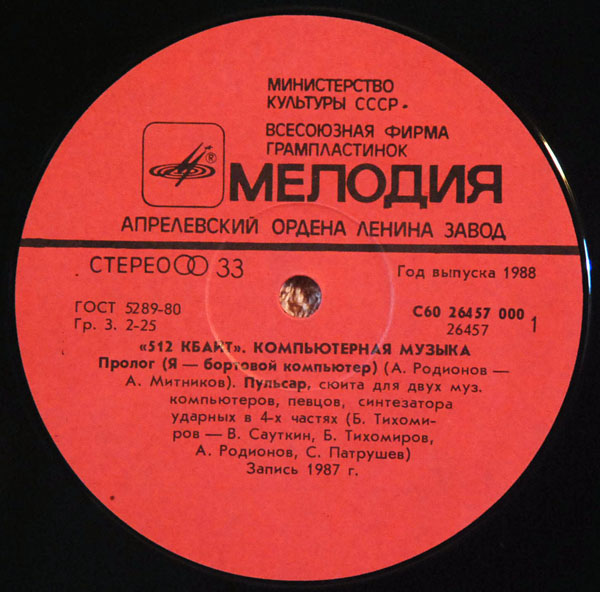 МИНИСТЕРСТВО
КУЛЬТУРЫ СССР
ВСЕСОЮЗНАЯ ФИРМА
ГРАМПЛАСТИНОК
®
МЕЛОДИЯ
АПРЕЛЕВСКИЙ ОРДЕНА ЛЕНИНА ЗАВОД
СТЕРЕО 33
Год выпуска 1988
ГОСТ 5289-80
Гр. 3. 2-25
С60 26457 000
26457 1
«512 КБАЙТ». КОМПЬЮТЕРНАЯ МУЗЫКА
Пролог (Я — бортовой компьютер) (А. Родионов —
А. Митников). Пульсар, сюита для двух муз.
компьютеров, певцов, синтезатора
ударных в 4-х частях (Б. Тихоми-
ров — В. Сауткин, Б. Тихомиров,
А. Родионов, С. Патрушев)
Запись 1987 г.